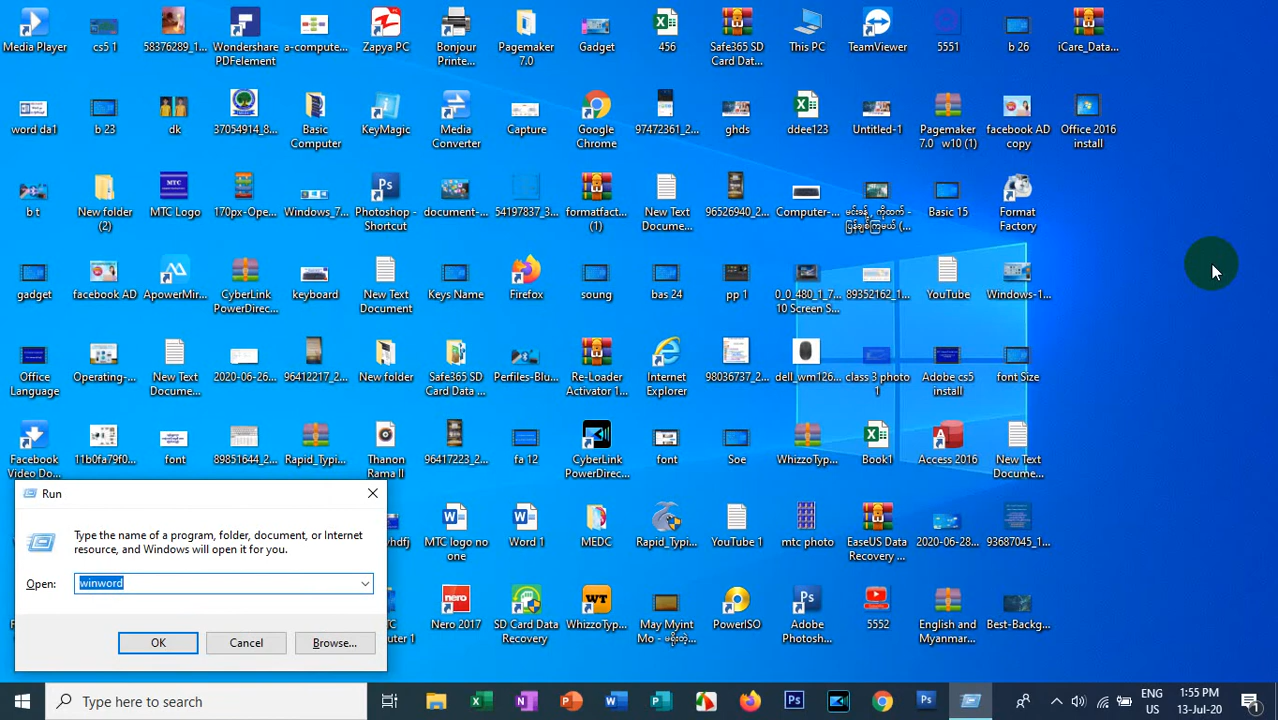 Media Player
cs5 1
58376289_1...
Wondershare
PDFelement
a-compute...
Zapya PC
Bonjour
Printe...
Pagemaker
7.0
Gadget
456
Safe365 SD
Card Dat...
This PC
TeamViewer
5551
b 26
iCare_Data...
word da1
b 23
dk
37054914_8...
Basic
Computer
KeyMagic
Media
Converter
Capture
Google
Chrome
97472361_2...
ghds
ddee123
Untitled-1
Pagemaker
7.0 w10 (1)
facebook AD
copy
Office 2016
install
b t
New folder
(2)
MTC Logo
170px-Ope...
Windows_7...
Photoshop -
Shortcut
document-...
54197837_3...
formatfact...
(1)
New Text
Docume...
96526940_2...
Computer-...
Basic 15
Format
Factory
gadget
facebook AD
ApowerMir...
CyberLink
PowerDirec...
keyboard
New Text
Document
Keys Name
Firefox
soung
bas 24
pp 1
0_0_480_1_7...
10 Screen S...
89352162_1...
YouTube
Windows-1...
Office
Language
Operating-...
New Text
Docume...
2020-06-26...
96412217_2...
New folder
Safe365 SD
Card Data ...
Perfiles-Blu...
Re-Loader
Activator 1...
Internet
Explorer
98036737_2...
dell_wm126...
class 3 photo
1
Adobe cs5
install
font Size
Facebook
Video Do...
11b0fa79f0...
font
89851644_2...
Rapid_Typi...
Thanon
Rama II
96417223_2...
fa 12
CyberLink
PowerDirec...
font
Soe
WhizzoTyp...
Book1
Access 2016
New Text
Docume...
Run
Type the name of a program, folder, document, or Internet
resource, and Windows will open it for you.
Open:
winword
OK
Cancel
Browse...
MTC logo no
one
Word 1
MEDC
Rapid_Typi...
YouTube 1
mtc photo
EaseUS Data
Recovery ...
2020-06-28...
93687045_1...
Nero 2017
SD Card Data
Recovery
WhizzoTyp...
May Myint
PowerISO
Adobe
Photosh...
5552
English and
Myanmar...
Best-Backg...
Type here to search
ENG
US
1:55 PM
13-Jul-20